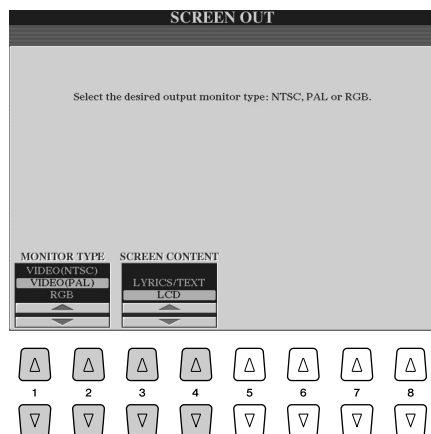 SCREEN OUT
Select the desired output monitor type: NTSC, PAL or RGB.
MONITOR TYPE SCREEN CONTENT
VIDEO(NTSC)
VIDEO(PAL) LYRICS/TEXT
RGB LCD
1 2 3 4 5 6 7 8